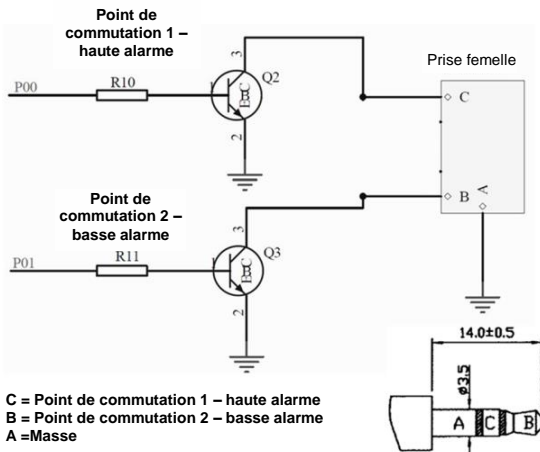 Point de
commutation 1 –
haute alarme
3
Q2
Prise femelle
P00
R10
1
C
B
E
2
C
B
A
Point de
commutation 2 –
basse alarme
3
Q3
P01
R11
1
C
B
E
2
14.0±0.5
ø3.5
A
C
B
C = Point de commutation 1 – haute alarme
B = Point de commutation 2 – basse alarme
A =Masse